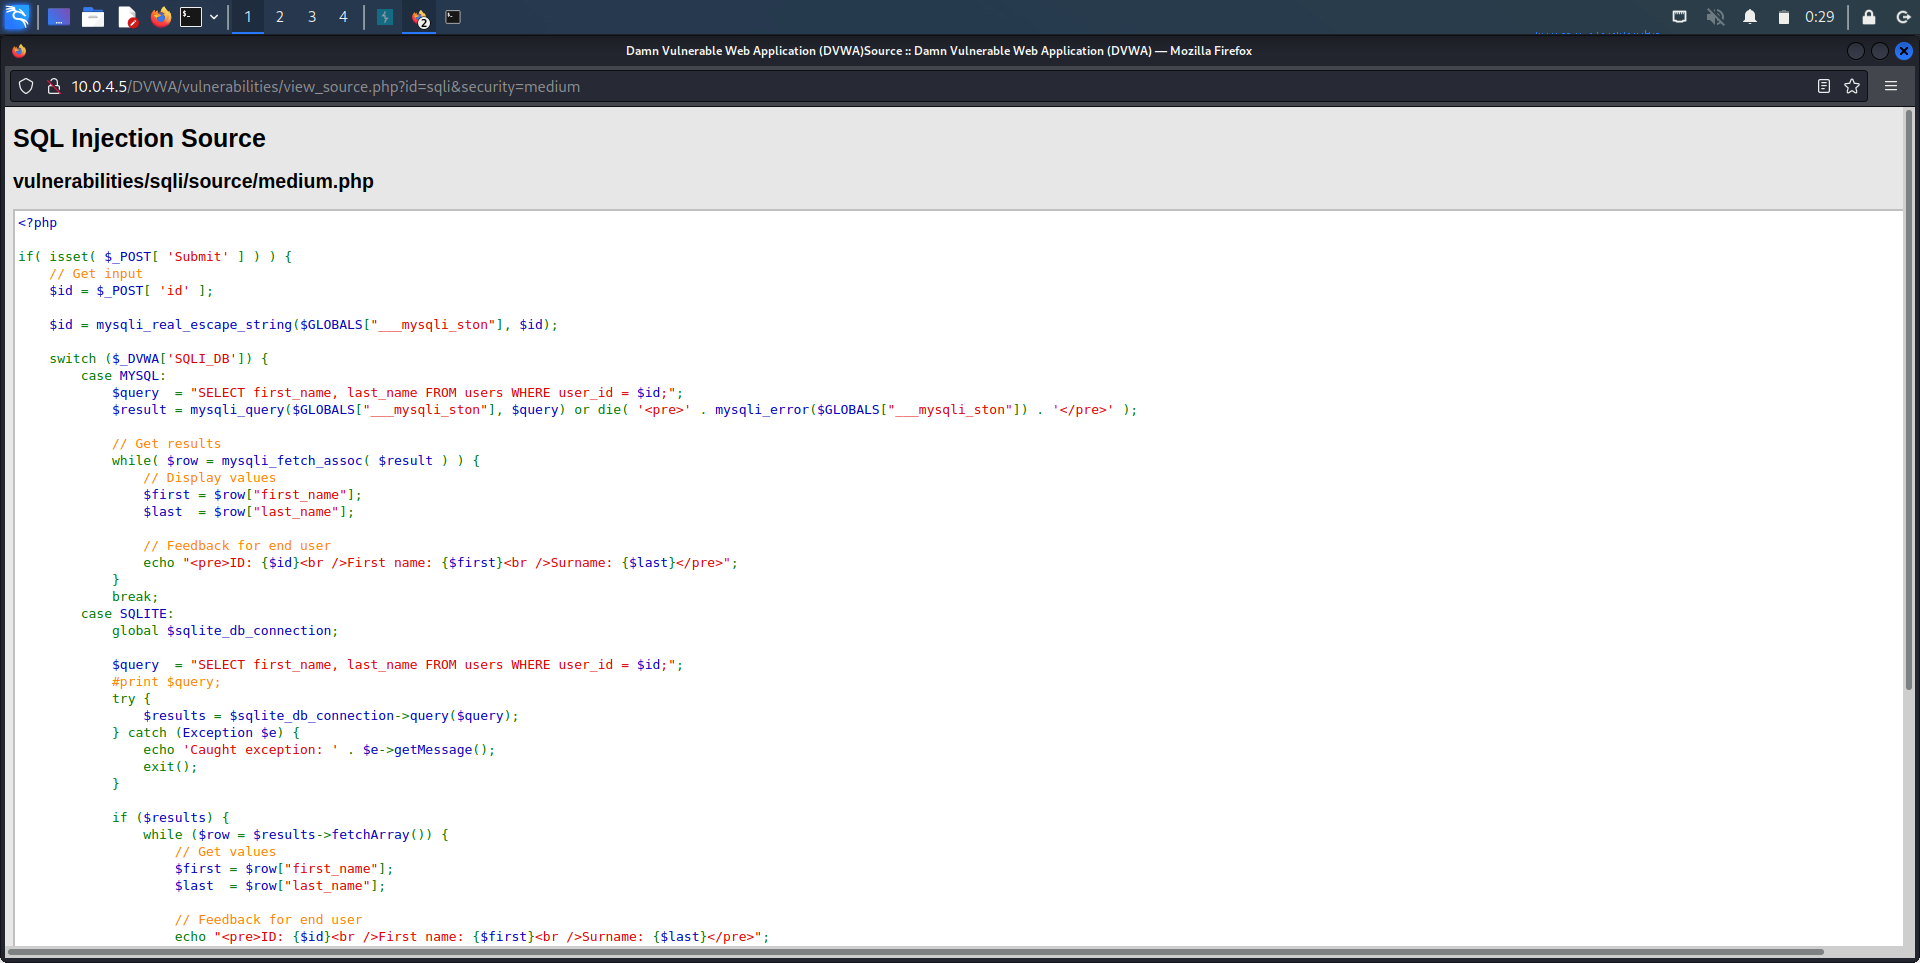 1 2 3 4 2 0:29
Damn Vulnerable Web Application (DVWA)Source :: Damn Vulnerable Web Application (DVWA) — Mozilla Firefox
10.0.4.5/DVWA/vulnerabilities/view_source.php?id=sqli&security=medium
SQL Injection Source
vulnerabilities/sqli/source/medium.php
<?php
if( isset( $_POST[ 'Submit' ] ) ) {
// Get input
$id = $_POST[ 'id' ];
$id = mysqli_real_escape_string($GLOBALS["___mysqli_ston"], $id);
switch ($_DVWA['SQLI_DB']) {
case MYSQL:
$query  = "SELECT first_name, last_name FROM users WHERE user_id = $id;";
$result = mysqli_query($GLOBALS["___mysqli_ston"], $query) or die( '<pre>' . mysqli_error($GLOBALS["___mysqli_ston"]) . '</pre>' );
// Get results
while( $row = mysqli_fetch_assoc( $result ) ) {
// Display values
$first = $row["first_name"];
$last  = $row["last_name"];
// Feedback for end user
echo "<pre>ID: {$id}<br />First name: {$first}<br />Surname: {$last}</pre>";
}
break;
case SQLITE:
global $sqlite_db_connection;
$query  = "SELECT first_name, last_name FROM users WHERE user_id = $id;";
#print $query;
try {
$results = $sqlite_db_connection->query($query);
} catch (Exception $e) {
echo 'Caught exception: ' . $e->getMessage();
exit();
}
if ($results) {
while ($row = $results->fetchArray()) {
// Get values
$first = $row["first_name"];
$last  = $row["last_name"];
// Feedback for end user
echo "<pre>ID: {$id}<br />First name: {$first}<br />Surname: {$last}</pre>";